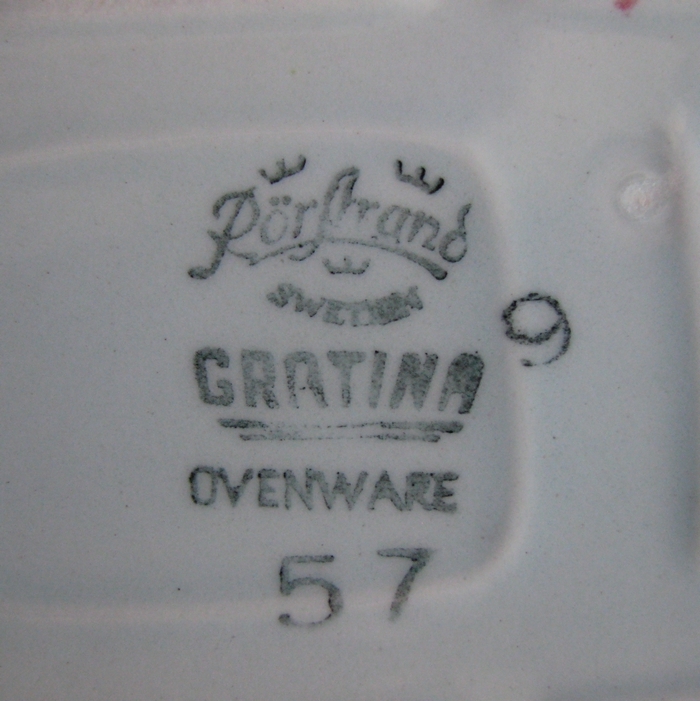 Rörstrand
SWEDEN
GRATINA
9
OVENWARE
57